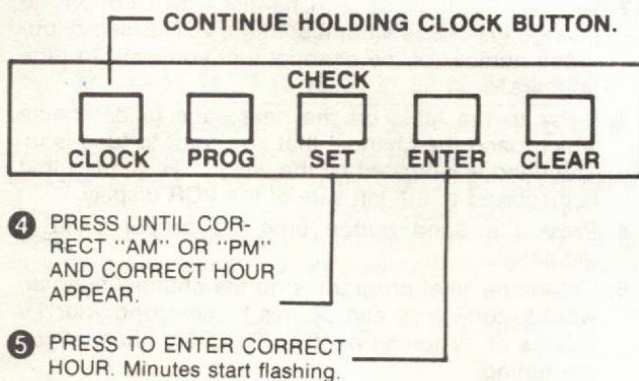 CONTINUE HOLDING CLOCK BUTTON.
CHECK
CLOCK PROG SET ENTER CLEAR
4 PRESS UNTIL COR-
RECT "AM" OR "PM"
AND CORRECT HOUR
APPEAR.
5 PRESS TO ENTER CORRECT
HOUR. Minutes start flashing.